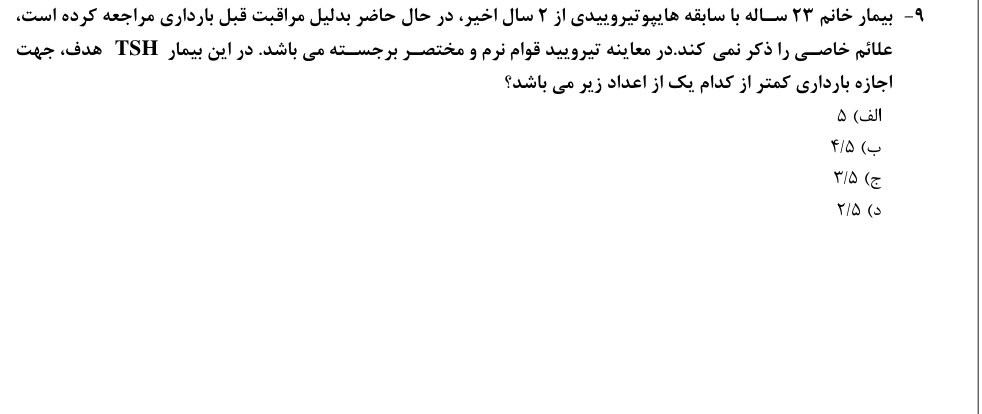 ۹- بیمار خانم ۲۳ ساله با سابقه هایپوتیروییدی از ۲ سال اخیر، در حال حاضر بدلیل مراقبت قبل بارداری مراجعه کرده است،
علائم خاصی را ذکر نمی کند.در معاینه تیرویید قوام نرم و مختصر برجسته می باشد. در این بیمار TSH هدف، جهت
اجازه بارداری کمتر از کدام یک از اعداد زیر می باشد؟
الف) ۵
ب) ۴/۵
ج) ۳/۵
د) ۲/۵